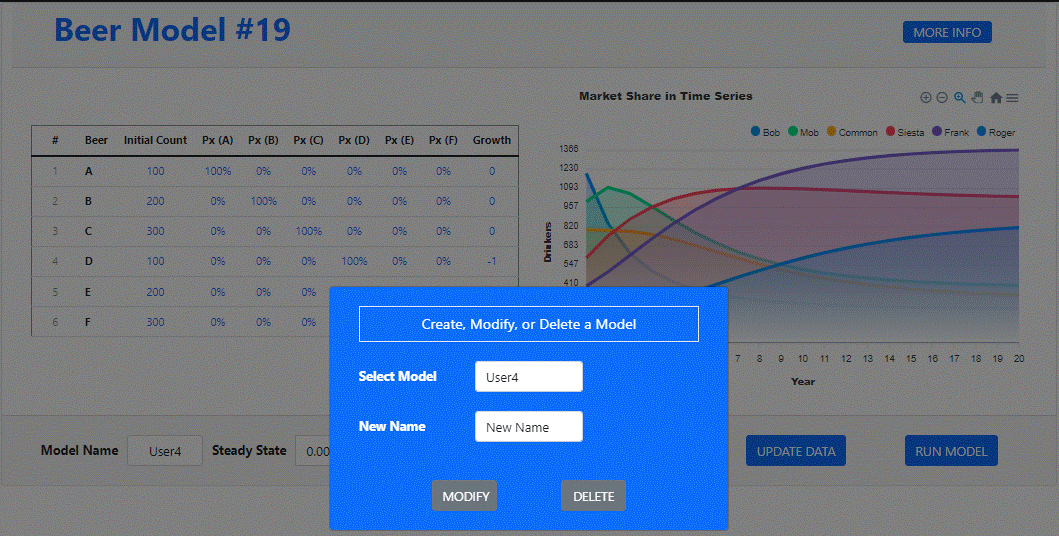 Beer Model #19
MORE INFO
Market Share in Time Series
Bob Mob Common Siesta Frank Roger
# Beer Initial Count Px (A) Px (B) Px (C) Px (D) Px (E) Px (F) Growth
1 A 100 100% 0% 0% 0% 0% 0% 0
2 B 200 0% 100% 0% 0% 0% 0% 0
3 C 300 0% 0% 100% 0% 0% 0% 0
4 D 100 0% 0% 0% 100% 0% 0% -1
5 E 200 0% 0% 0%
6 F 300 0% 0% 0%
Drinkers
1366
1230
1093
957
820
683
547
410
7 8 9 10 11 12 13 14 15 16 17 18 19 20
Year
Create, Modify, or Delete a Model
Select Model User4
New Name New Name
MODIFY DELETE
Model Name User4 Steady State 0.00
UPDATE DATA RUN MODEL